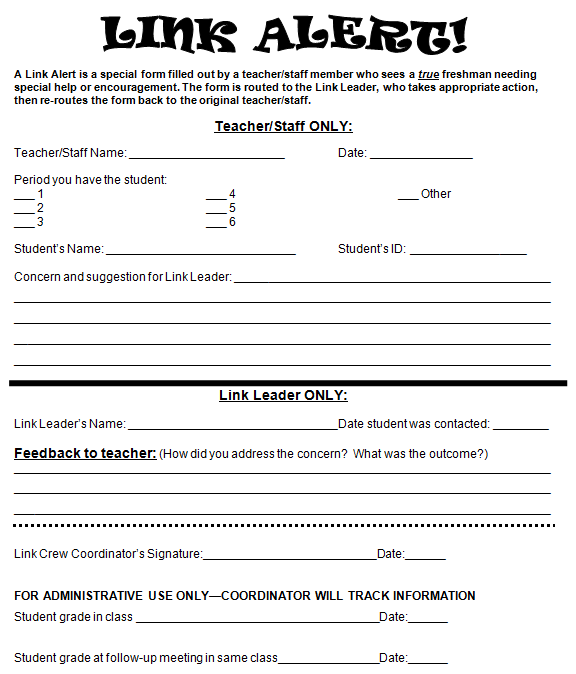 LINK ALERT!
A Link Alert is a special form filled out by a teacher/staff member who sees a true freshman needing
special help or encouragement. The form is routed to the Link Leader, who takes appropriate action,
then re-routes the form back to the original teacher/staff.
Teacher/Staff ONLY:
Teacher/Staff Name: ______________________ Date: _______________
Period you have the student:
___ 1 ___ 4 ___ Other
___ 2 ___ 5
___ 3 ___ 6
Student's Name: ___________________________ Student's ID: _________________
Concern and suggestion for Link Leader: ______________________________________________
Link Leader ONLY:
Link Leader's Name: ______________________________Date student was contacted: ________
Feedback to teacher: (How did you address the concern? What was the outcome?)
Link Crew Coordinator's Signature:_________________________Date:______
FOR ADMINISTRATIVE USE ONLY—COORDINATOR WILL TRACK INFORMATION
Student grade in class ___________________________________Date:______
Student grade at follow-up meeting in same class_______________Date:______